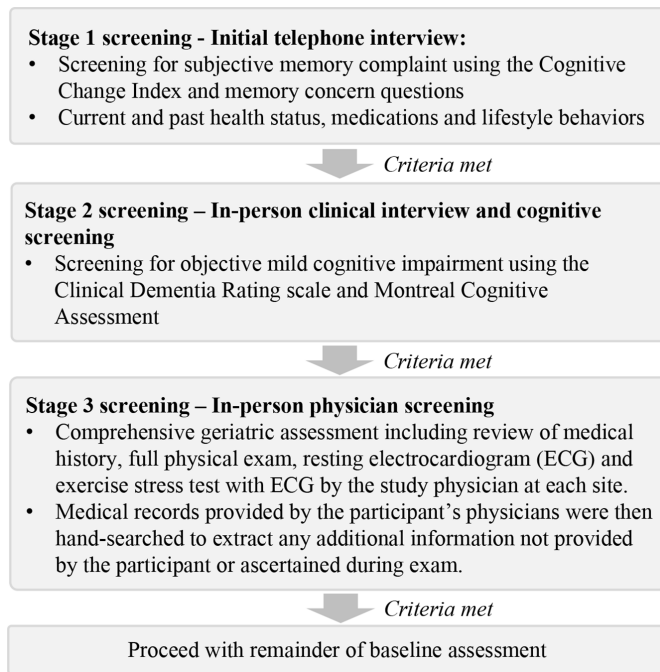 Stage 1 screening - Initial telephone interview:
• Screening for subjective memory complaint using the Cognitive
Change Index and memory concern questions
• Current and past health status, medications and lifestyle behaviors
Criteria met
Stage 2 screening – In-person clinical interview and cognitive
screening
• Screening for objective mild cognitive impairment using the
Clinical Dementia Rating scale and Montreal Cognitive
Assessment
Criteria met
Stage 3 screening – In-person physician screening
• Comprehensive geriatric assessment including review of medical
history, full physical exam, resting electrocardiogram (ECG) and
exercise stress test with ECG by the study physician at each site.
• Medical records provided by the participant’s physicians were then
hand-searched to extract any additional information not provided
by the participant or ascertained during exam.
Criteria met
Proceed with remainder of baseline assessment